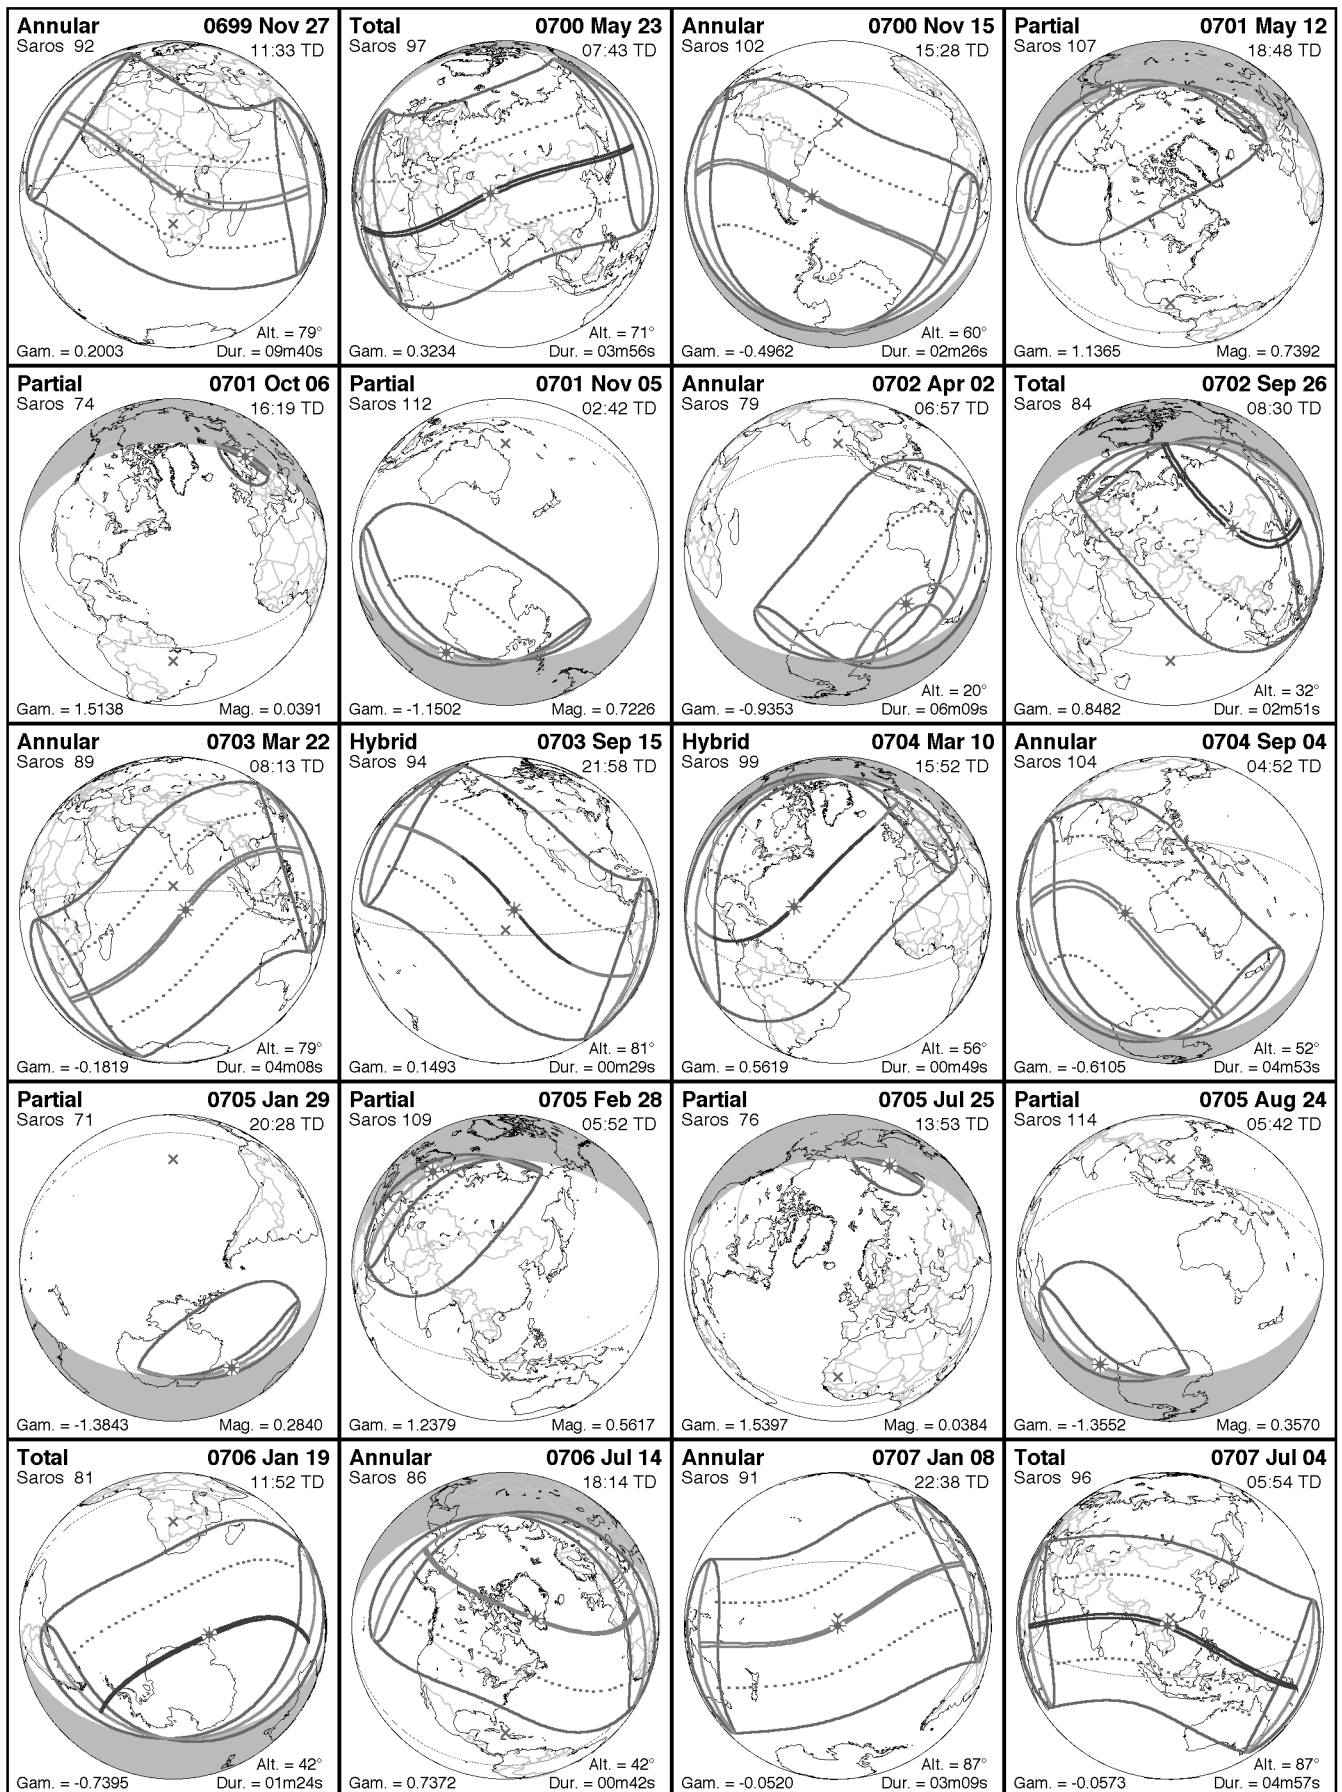 Annular 0699 Nov 27
Saros 92 11:33 TD
Alt. = 79°
Gam. = 0.2003 Dur. = 09m40s
Total 0700 May 23
Saros 97 07:43 TD
Alt. = 71°
Gam. = 0.3234 Dur. = 03m56s
Annular 0700 Nov 15
Saros 102 15:28 TD
Alt. = 60°
Gam. = -0.4962 Dur. = 02m26s
Partial 0701 May 12
Saros 107 18:48 TD
Gam. = 1.1365 Mag. = 0.7392
Partial 0701 Oct 06
Saros 74 16:19 TD
Gam. = 1.5138 Mag. = 0.0391
Partial 0701 Nov 05
Saros 112 02:42 TD
Gam. = -1.1502 Mag. = 0.7226
Annular 0702 Apr 02
Saros 79 06:57 TD
Alt. = 20°
Gam. = -0.9353 Dur. = 06m09s
Total 0702 Sep 26
Saros 84 08:30 TD
Alt. = 32°
Gam. = 0.8482 Dur. = 02m51s
Annular 0703 Mar 22
Saros 89 08:13 TD
Alt. = 79°
Gam. = -0.1819 Dur. = 04m08s
Hybrid 0703 Sep 15
Saros 94 21:58 TD
Alt. = 81°
Gam. = 0.1493 Dur. = 00m29s
Hybrid 0704 Mar 10
Saros 99 15:52 TD
Alt. = 56°
Gam. = 0.5619 Dur. = 00m49s
Annular 0704 Sep 04
Saros 104 04:52 TD
Alt. = 52°
Gam. = -0.6105 Dur. = 04m53s
Partial 0705 Jan 29
Saros 71 20:28 TD
Gam. = -1.3843 Mag. = 0.2840
Partial 0705 Feb 28
Saros 109 05:52 TD
Gam. = 1.2379 Mag. = 0.5617
Partial 0705 Jul 25
Saros 76 13:53 TD
Gam. = 1.5397 Mag. = 0.0384
Partial 0705 Aug 24
Saros 114 05:42 TD
Gam. = -1.3552 Mag. = 0.3570
Total 0706 Jan 19
Saros 81 11:52 TD
Alt. = 42°
Gam. = -0.7395 Dur. = 01m24s
Annular 0706 Jul 14
Saros 86 18:14 TD
Alt. = 42°
Gam. = 0.7372 Dur. = 00m42s
Annular 0707 Jan 08
Saros 91 22:38 TD
Alt. = 87°
Gam. = -0.0520 Dur. = 03m09s
Total 0707 Jul 04
Saros 96 05:54 TD
Alt. = 87°
Gam. = -0.0573 Dur. = 04m57s